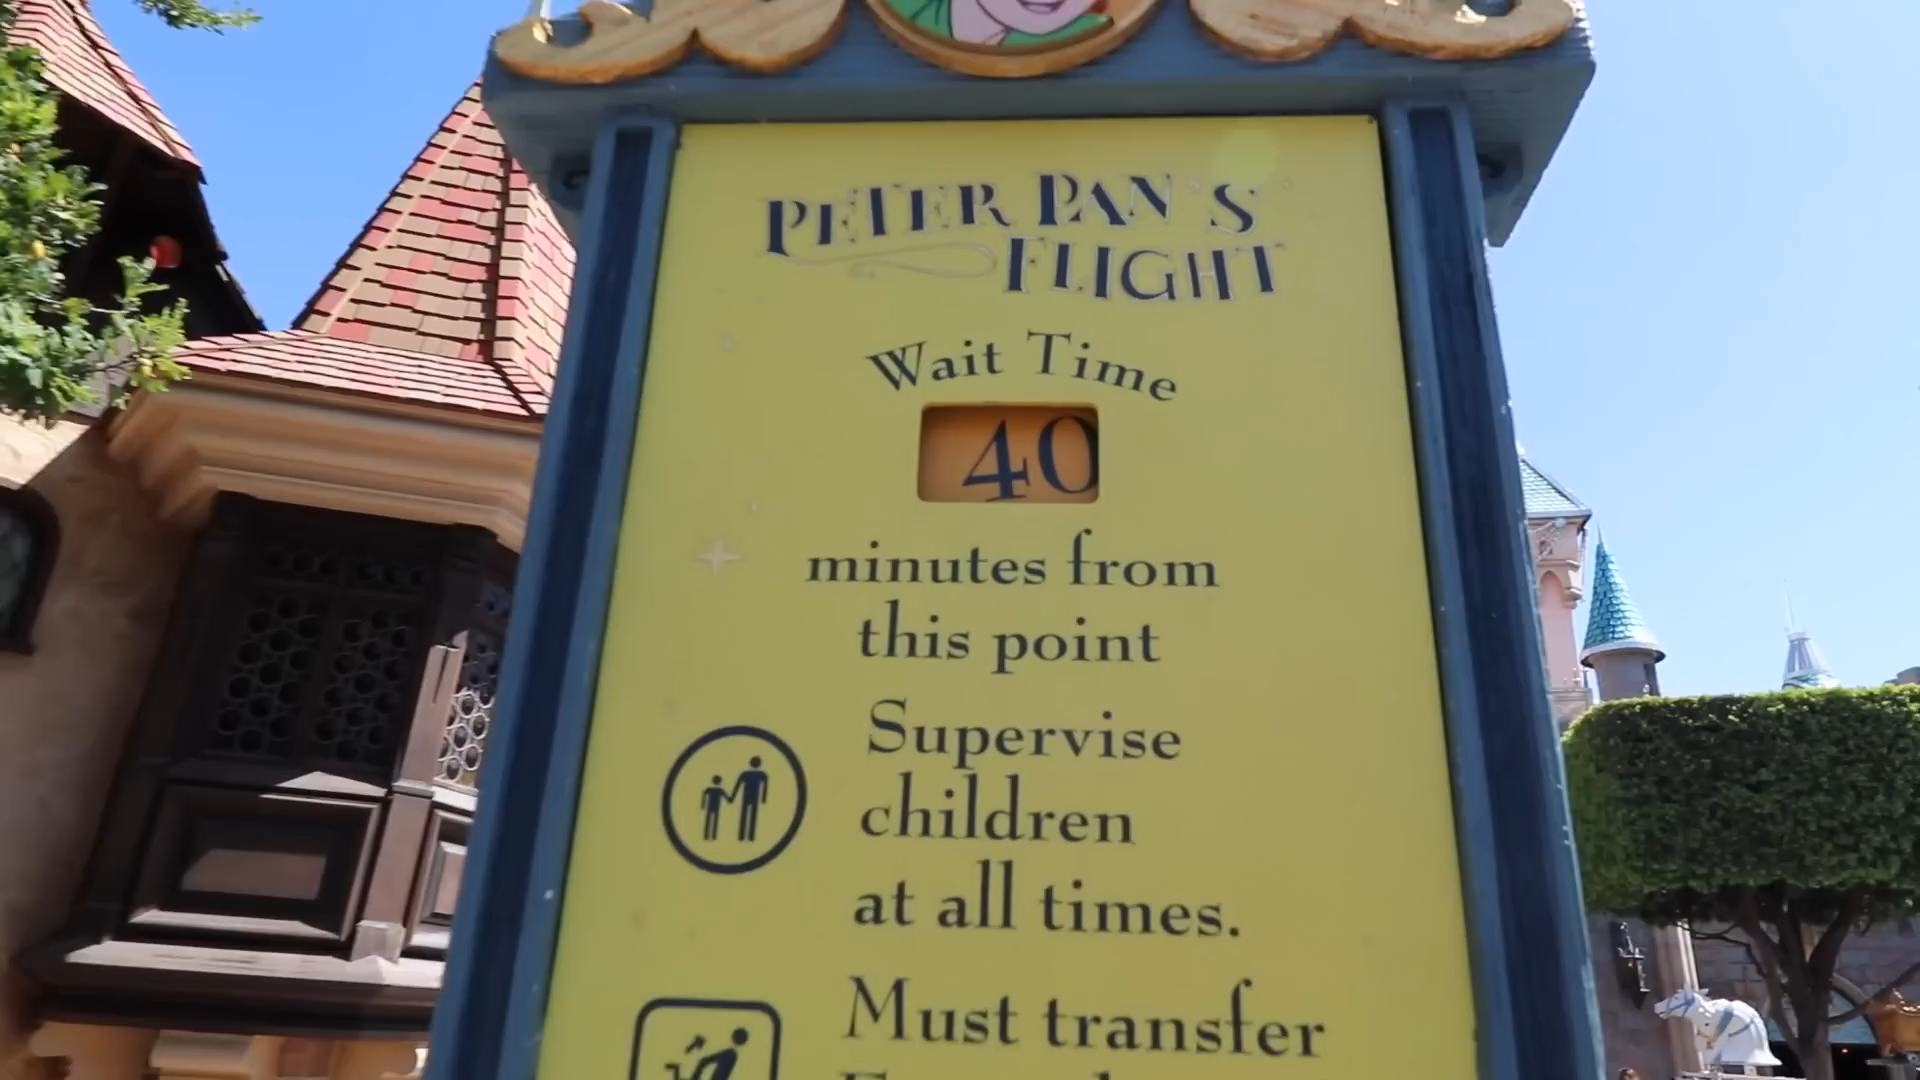 PETER PAN'S
FLIGHT
Wait Time
40
minutes from
this point
Supervise
children
at all times.
Must transfer